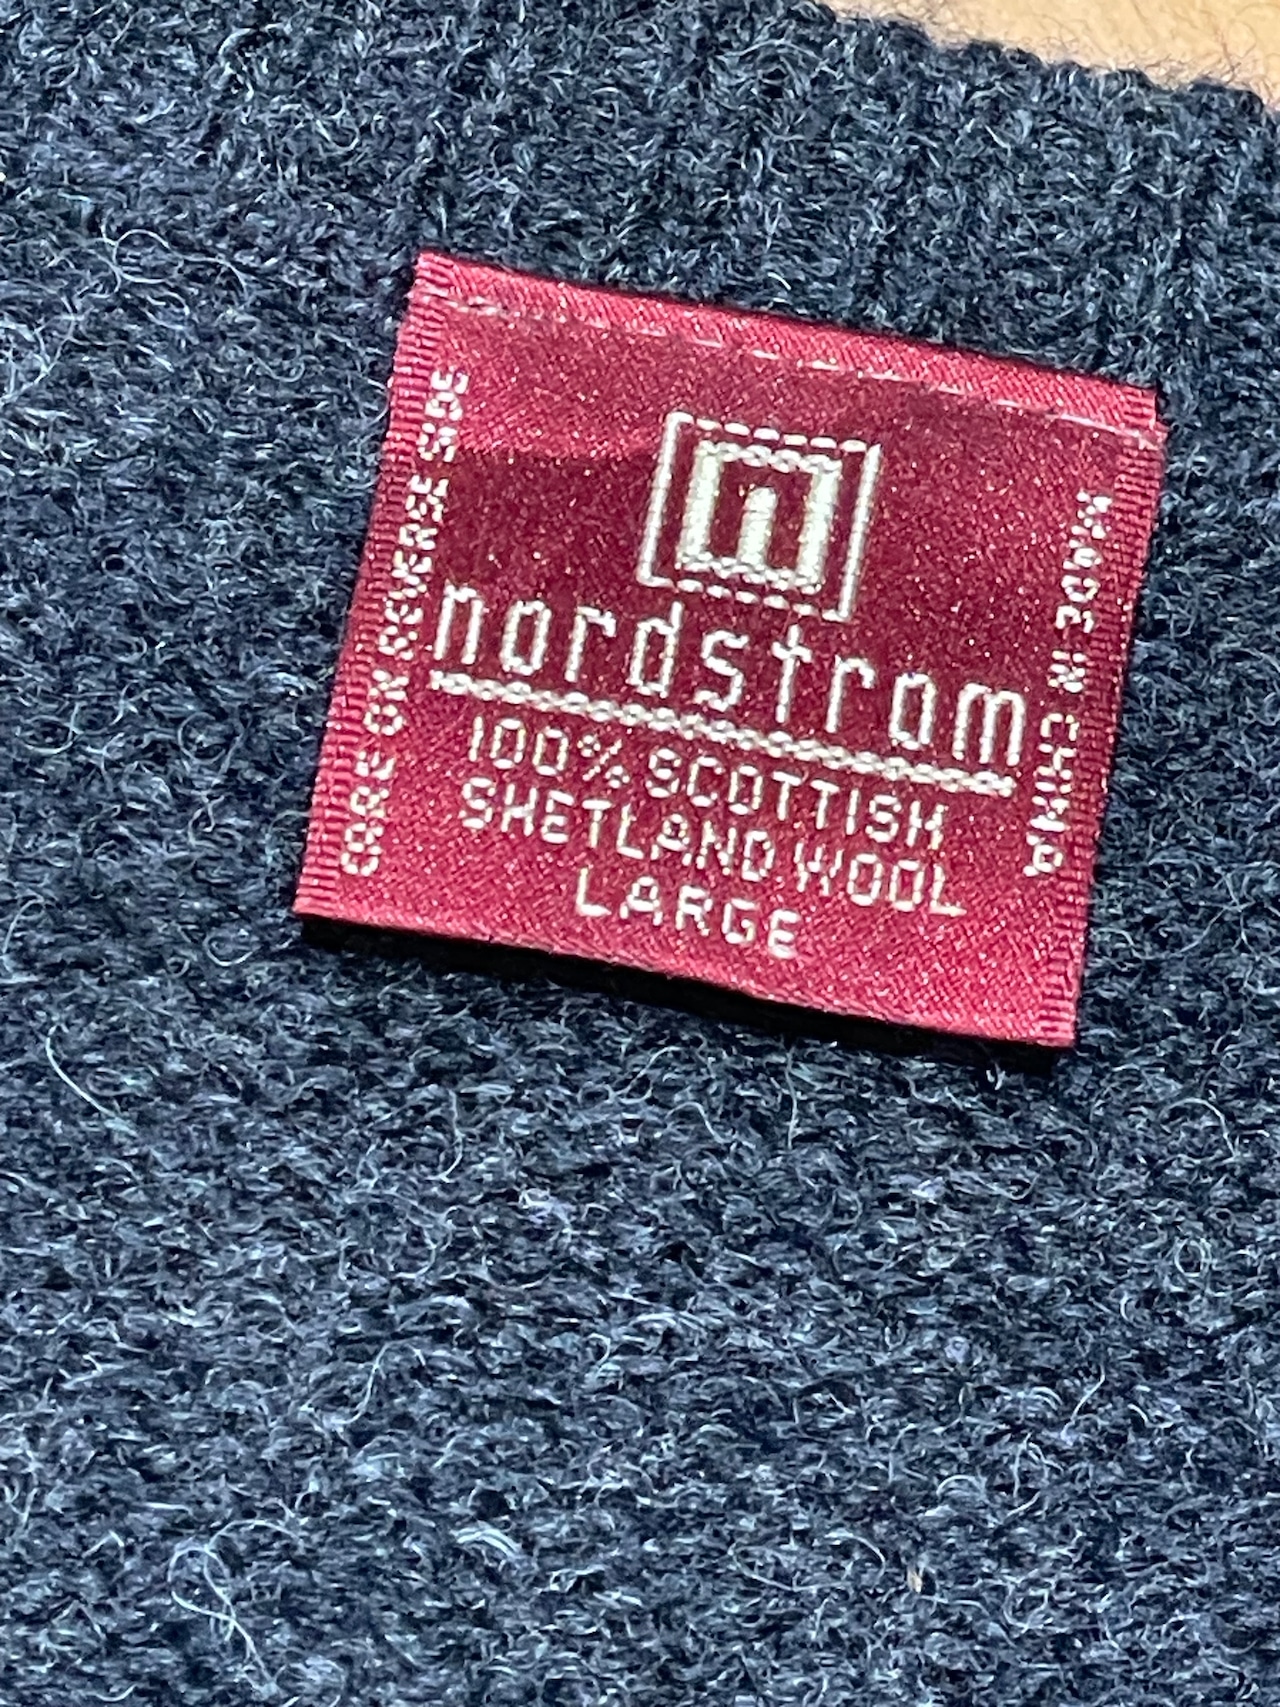 CARE ON REVERSE SIDE
n
nordstrom
100% SCOTTISH
SHETLAND WOOL
LARGE
MADE IN CHINA